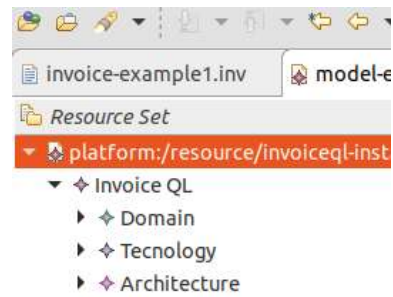 invoice-example1.inv model-e
Resource Set
platform:/resource/invoiceql-inst
Invoice QL
Domain
Tecnology
Architecture